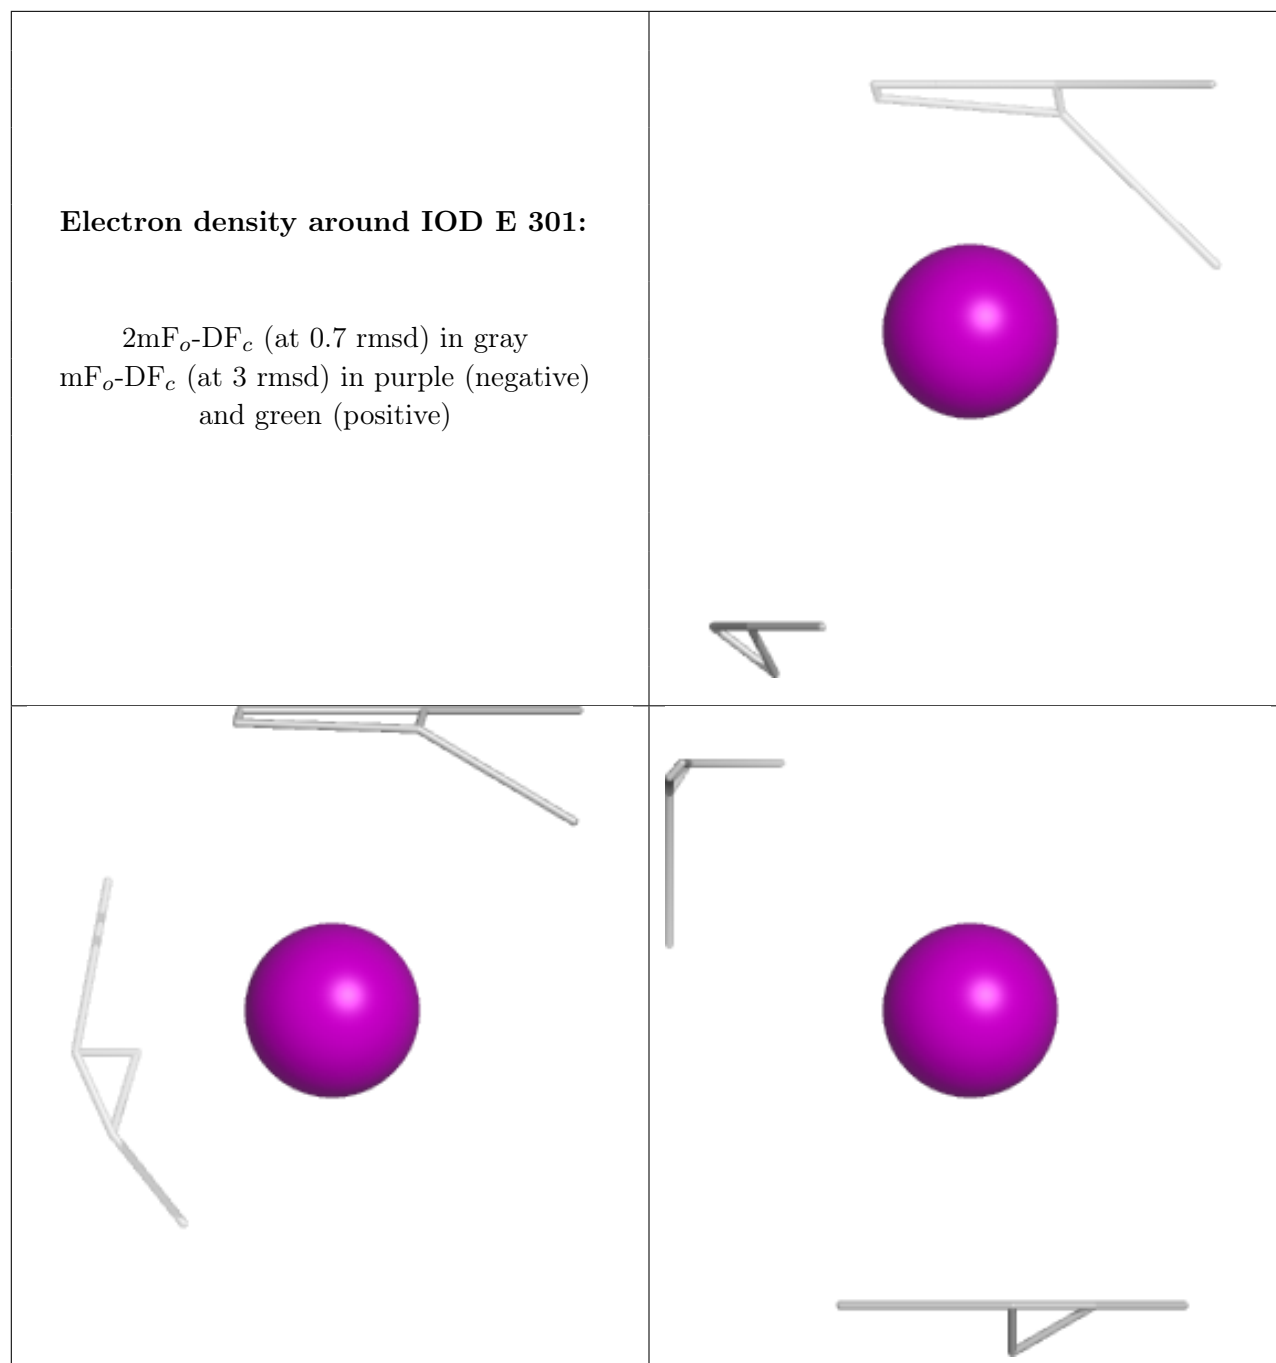 Electron density around IOD E 301:
2mFo-DFc (at 0.7 rmsd) in gray
mFo-DFc (at 3 rmsd) in purple (negative)
and green (positive)